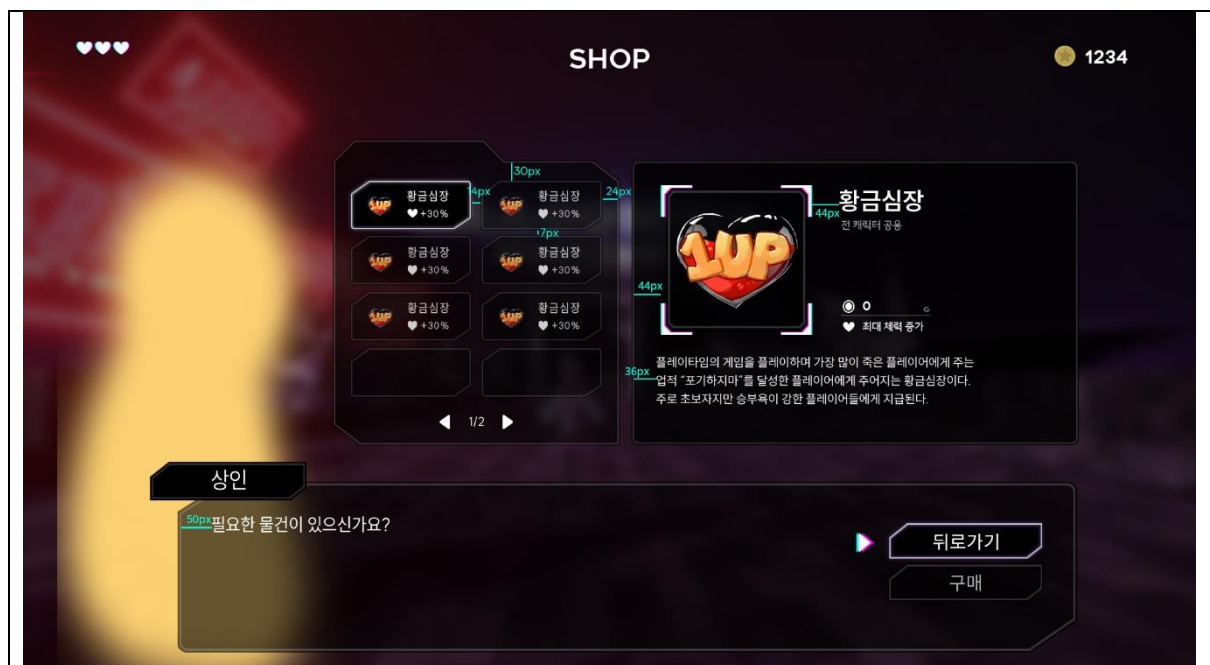 SHOP
1234
30px
황금심장
+30%
14px
황금심장
+30%
24px
17px
황금심장
+30%
황금심장
+30%
황금심장
+30%
황금심장
+30%
1/2
1UP
44px
황금심장
전 캐릭터 공용
44px
0 G
최대 체력 증가
36px
플레이타임의 게임을 플레이하며 가장 많이 죽은 플레이어에게 주는
업적 “포기하지마”를 달성한 플레이어에게 주어지는 황금심장이다.
주로 초보자지만 승부욕이 강한 플레이어들에게 지급된다.
상인
50px
필요한 물건이 있으신가요?
뒤로가기
구매